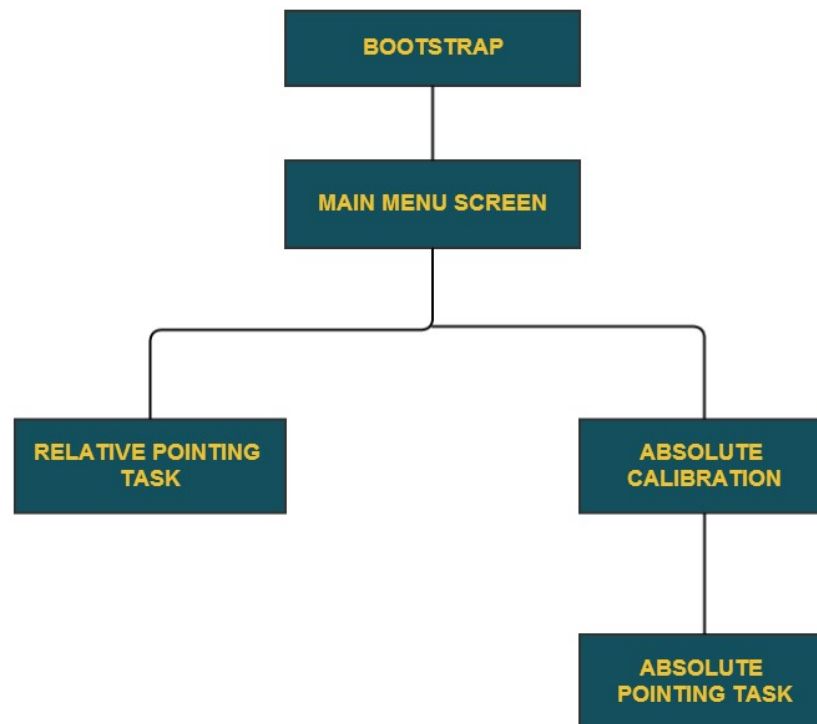 BOOTSTRAP
MAIN MENU SCREEN
RELATIVE POINTING
TASK
ABSOLUTE
CALIBRATION
ABSOLUTE
POINTING TASK